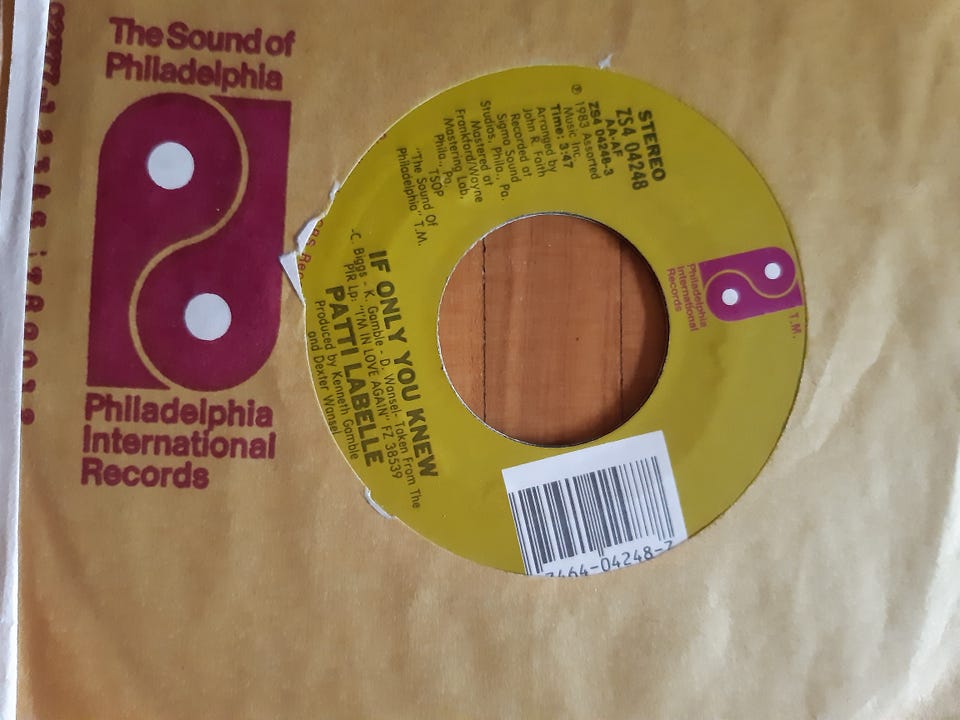 The Sound of
Philadelphia
Philadelphia
International
Records
STEREO
ZS4 04248
AA-AF
ZS4 04248-3
℗ 1983 Assorted
Music Inc.
Time: 3:47
Arranged by
John R. Faith
Recorded at
Sigma Sound
Studios, Phila., Pa.
Mastered at
Frankford/Wayne
Mastering Lab,
Phila., Pa.
TSOP
"The Sound Of
Philadelphia" T.M.
Philadelphia
International
Records
T.M.
IF ONLY YOU KNEW
-C. Biggs - K. Gamble - D. Wansel- Taken From The
PIR Lp: "I'M IN LOVE AGAIN" FZ 38539
PATTI LABELLE
Produced by Kenneth Gamble
and Dexter Wansel
7464-04248-7